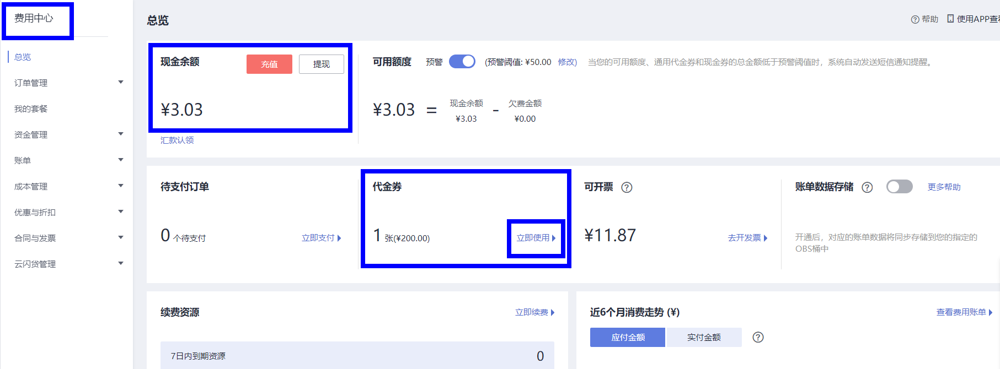 费用中心
总览
订单管理
我的套餐
资金管理
账单
成本管理
优惠与折扣
合同与发票
云闪贷管理
总览
帮助 使用APP查看
现金余额 充值 提现
¥3.03
汇款认领
可用额度 预警 (预警阈值: ¥50.00 修改) 当您的可用额度、通用代金券和现金券的总金额低于预警阈值时，系统自动发送短信通知提醒。
¥3.03 = 现金余额 ¥3.03 - 欠费金额 ¥0.00
待支付订单
0 个待支付 立即支付
代金券
1 张(¥200.00) 立即使用
可开票 ?
¥11.87 去开发票
账单数据存储 ? 更多帮助
开通后，对应的账单数据将同步存储到您的指定的
OBS桶中
续费资源 立即续费
7日内到期资源 0
近6个月消费走势 (¥) 查看费用账单
应付金额 实付金额 ?